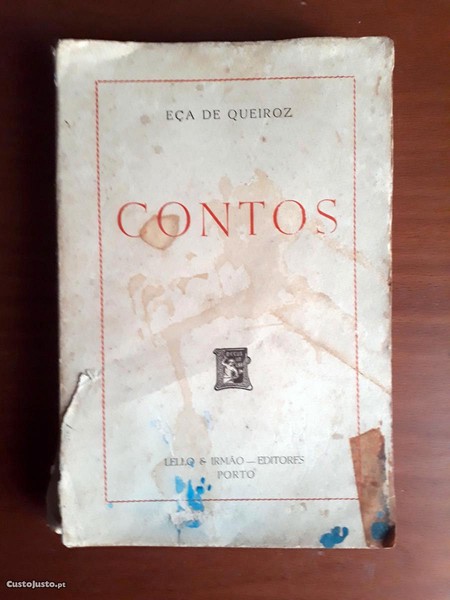 EÇA DE QUEIROZ
CONTOS
LELLO & IRMÃO — EDITORES
PORTO
CustoJusto.pt